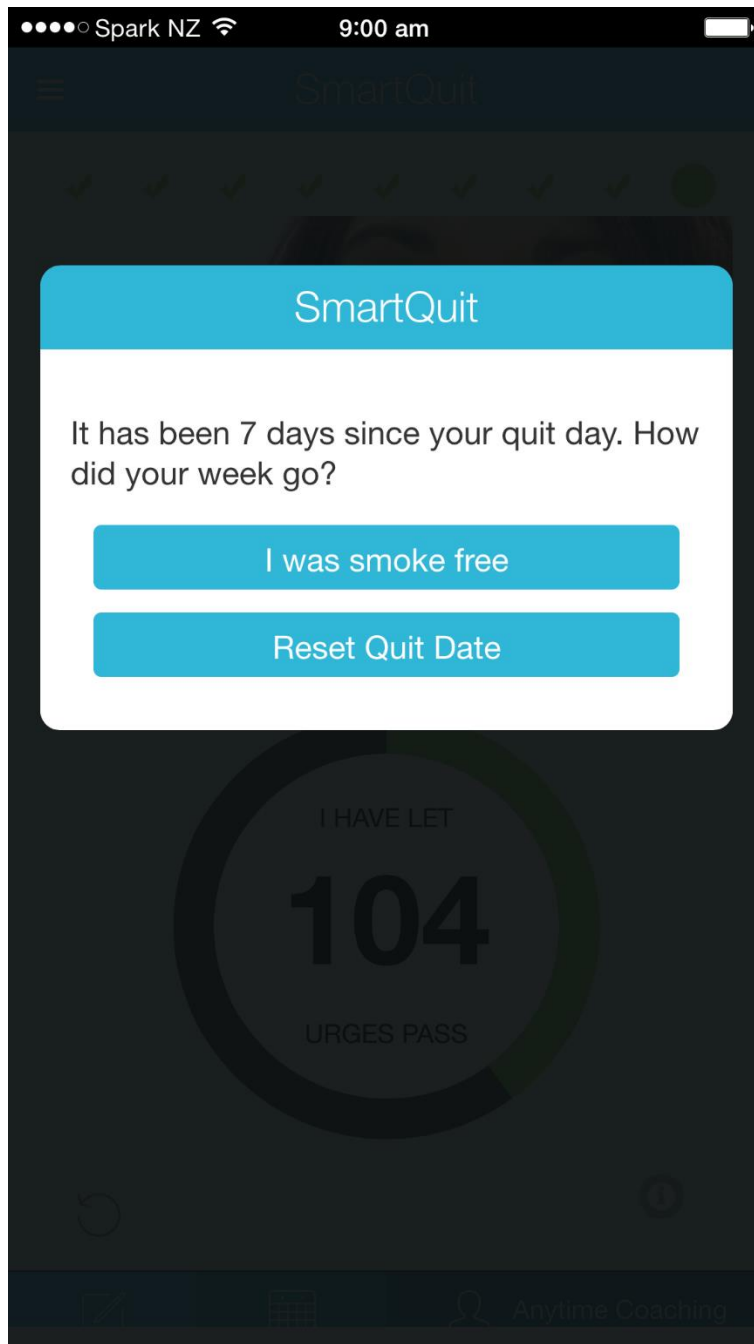 Spark NZ 9:00 am
SmartQuit
SmartQuit
It has been 7 days since your quit day. How
did your week go?
I was smoke free
Reset Quit Date
I HAVE LET
104
URGES PASS
Anytime Coaching